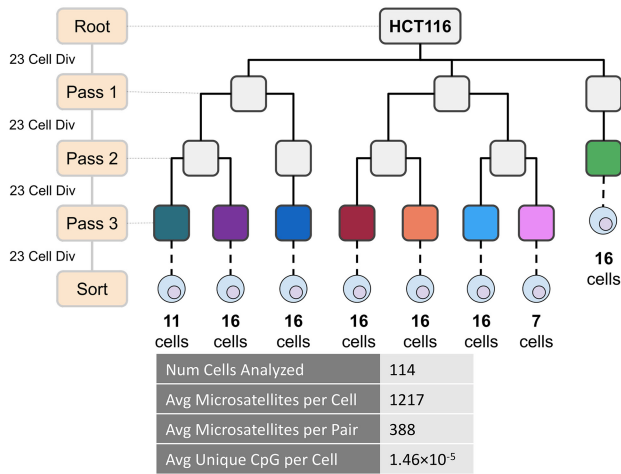 Root
HCT116
23 Cell Div
Pass 1
23 Cell Div
Pass 2
23 Cell Div
Pass 3
23 Cell Div
Sort
16
cells
11
cells
16
cells
16
cells
16
cells
16
cells
16
cells
7
cells
Num Cells Analyzed 114
Avg Microsatellites per Cell 1217
Avg Microsatellites per Pair 388
Avg Unique CpG per Cell 1.46×10⁻⁵